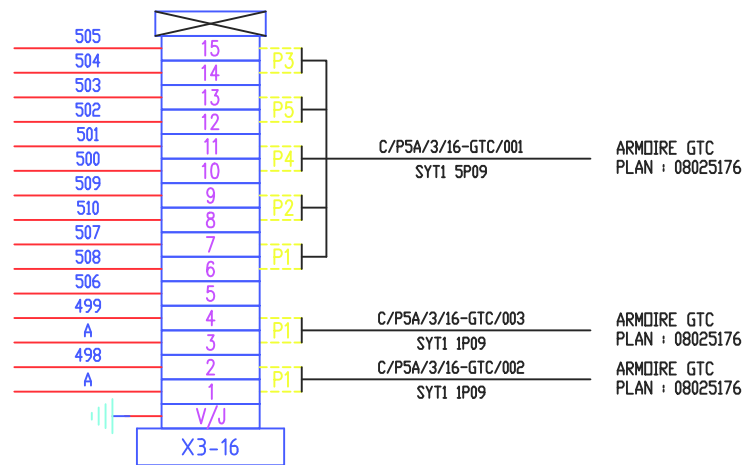 505 15
P3
504 14
503 13
P5
502 12
501 11
C/P5A/3/16-GTC/001 ARMOIRE GTC
P4
500 10 SYT1 5P09 PLAN : 08025176
509 9
P2
510 8
507 7
P1
508 6
506 5
499 4 C/P5A/3/16-GTC/003 ARMOIRE GTC
P1
A 3 SYT1 1P09 PLAN : 08025176
498 2 C/P5A/3/16-GTC/002 ARMOIRE GTC
P1
A 1 SYT1 1P09 PLAN : 08025176
V/J
X3-16